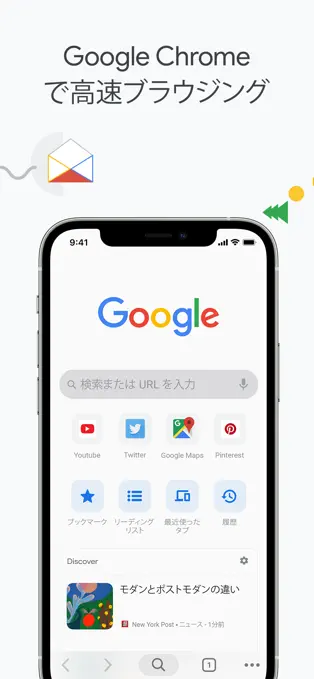 Google Chrome
で高速ブラウジング
9:41
Google
検索または URL を入力
Youtube
Twitter
Google Maps
Pinterest
ブックマーク
リーディング
リスト
最近使った
タブ
履歴
Discover
モダンとポストモダンの違い
New York Post • ニュース - 1分前
1